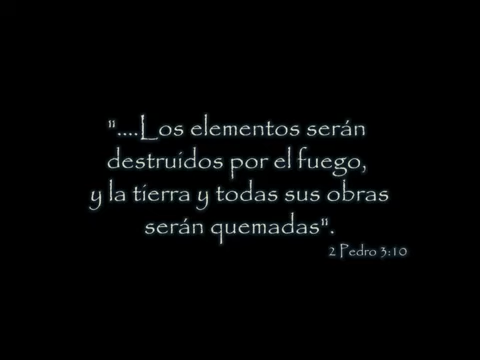 "....Los elementos serán
destruidos por el fuego,
y la tierra y todas sus obras
serán quemadas".
2 Pedro 3:10